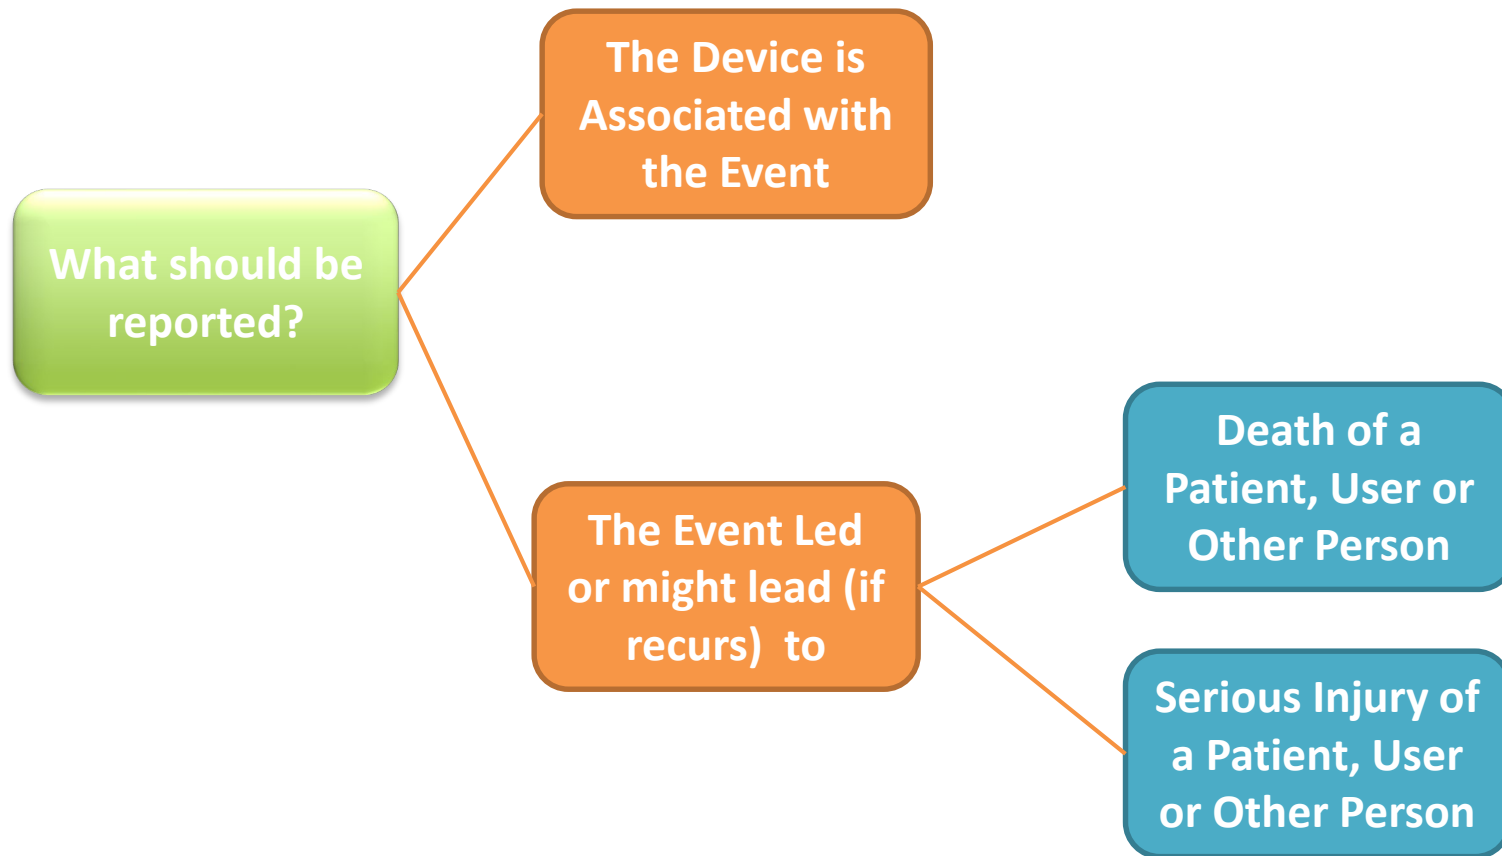 The Device is
Associated with
the Event
What should be
reported?
The Event Led
or might lead (if
recurs)  to
Death of a
Patient, User or
Other Person
Serious Injury of
a Patient, User
or Other Person